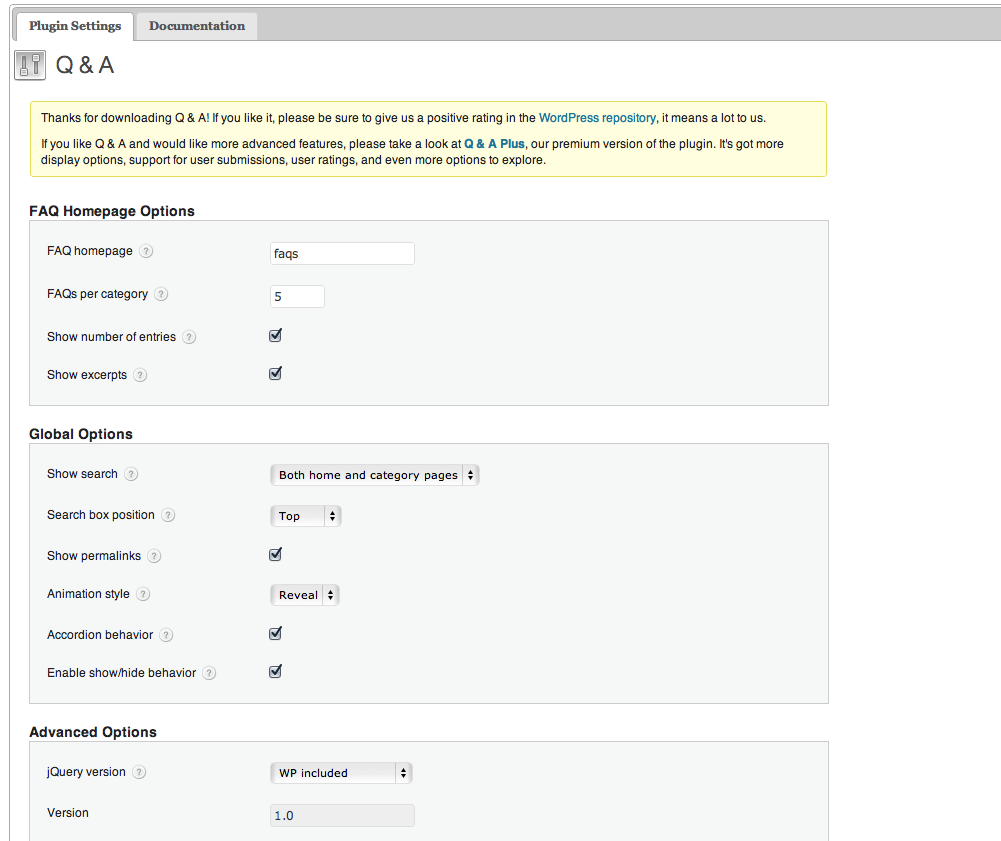 Plugin Settings
Documentation
Q & A
Thanks for downloading Q & A! If you like it, please be sure to give us a positive rating in the WordPress repository, it means a lot to us.
If you like Q & A and would like more advanced features, please take a look at Q & A Plus, our premium version of the plugin. It's got more
display options, support for user submissions, user ratings, and even more options to explore.
FAQ Homepage Options
FAQ homepage ? faqs
FAQs per category ? 5
Show number of entries ?
Show excerpts ?
Global Options
Show search ? Both home and category pages
Search box position ? Top
Show permalinks ?
Animation style ? Reveal
Accordion behavior ?
Enable show/hide behavior ?
Advanced Options
jQuery version ? WP included
Version 1.0